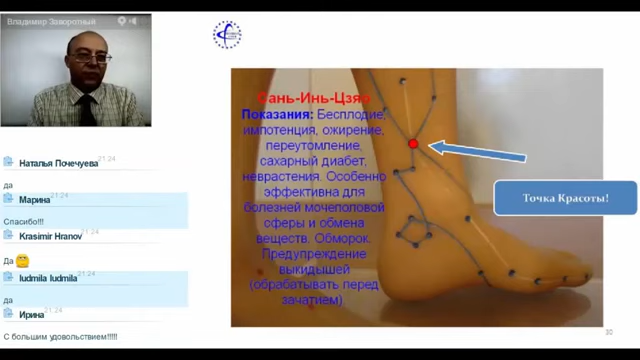 Владимир Заворотный
Сань-Инь-Цзяо
Показания: Бесплодие,
импотенция, ожирение,
переутомление,
сахарный диабет,
неврастения. Особенно
эффективна для
болезней мочеполовой
сферы и обмена
веществ. Обморок.
Предупреждение
выкидышей
(обрабатывать перед
зачатием)
Точка Красоты!
30
Наталья Почечуева 21:24
да
Марина 21:24
Спасибо!!!
Krasimir Hranov 21:24
Да
ludmila ludmila 21:24
да
Ирина 21:24
С большим удовольствием!!!!!